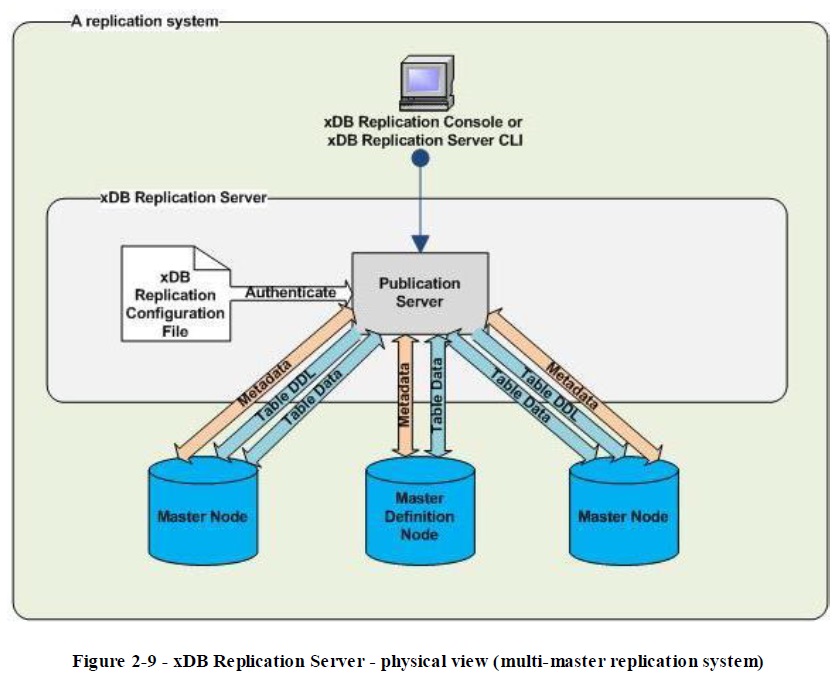 A replication system
xDB Replication Console or
xDB Replication Server CLI
xDB Replication Server
xDB
Replication
Configuration
File
Authenticate
Publication
Server
Metadata
Table DDL
Table Data
Metadata
Table Data
Table Data
Table DDL
Metadata
Master Node
Master
Definition
Node
Master Node
Figure 2-9 - xDB Replication Server - physical view (multi-master replication system)